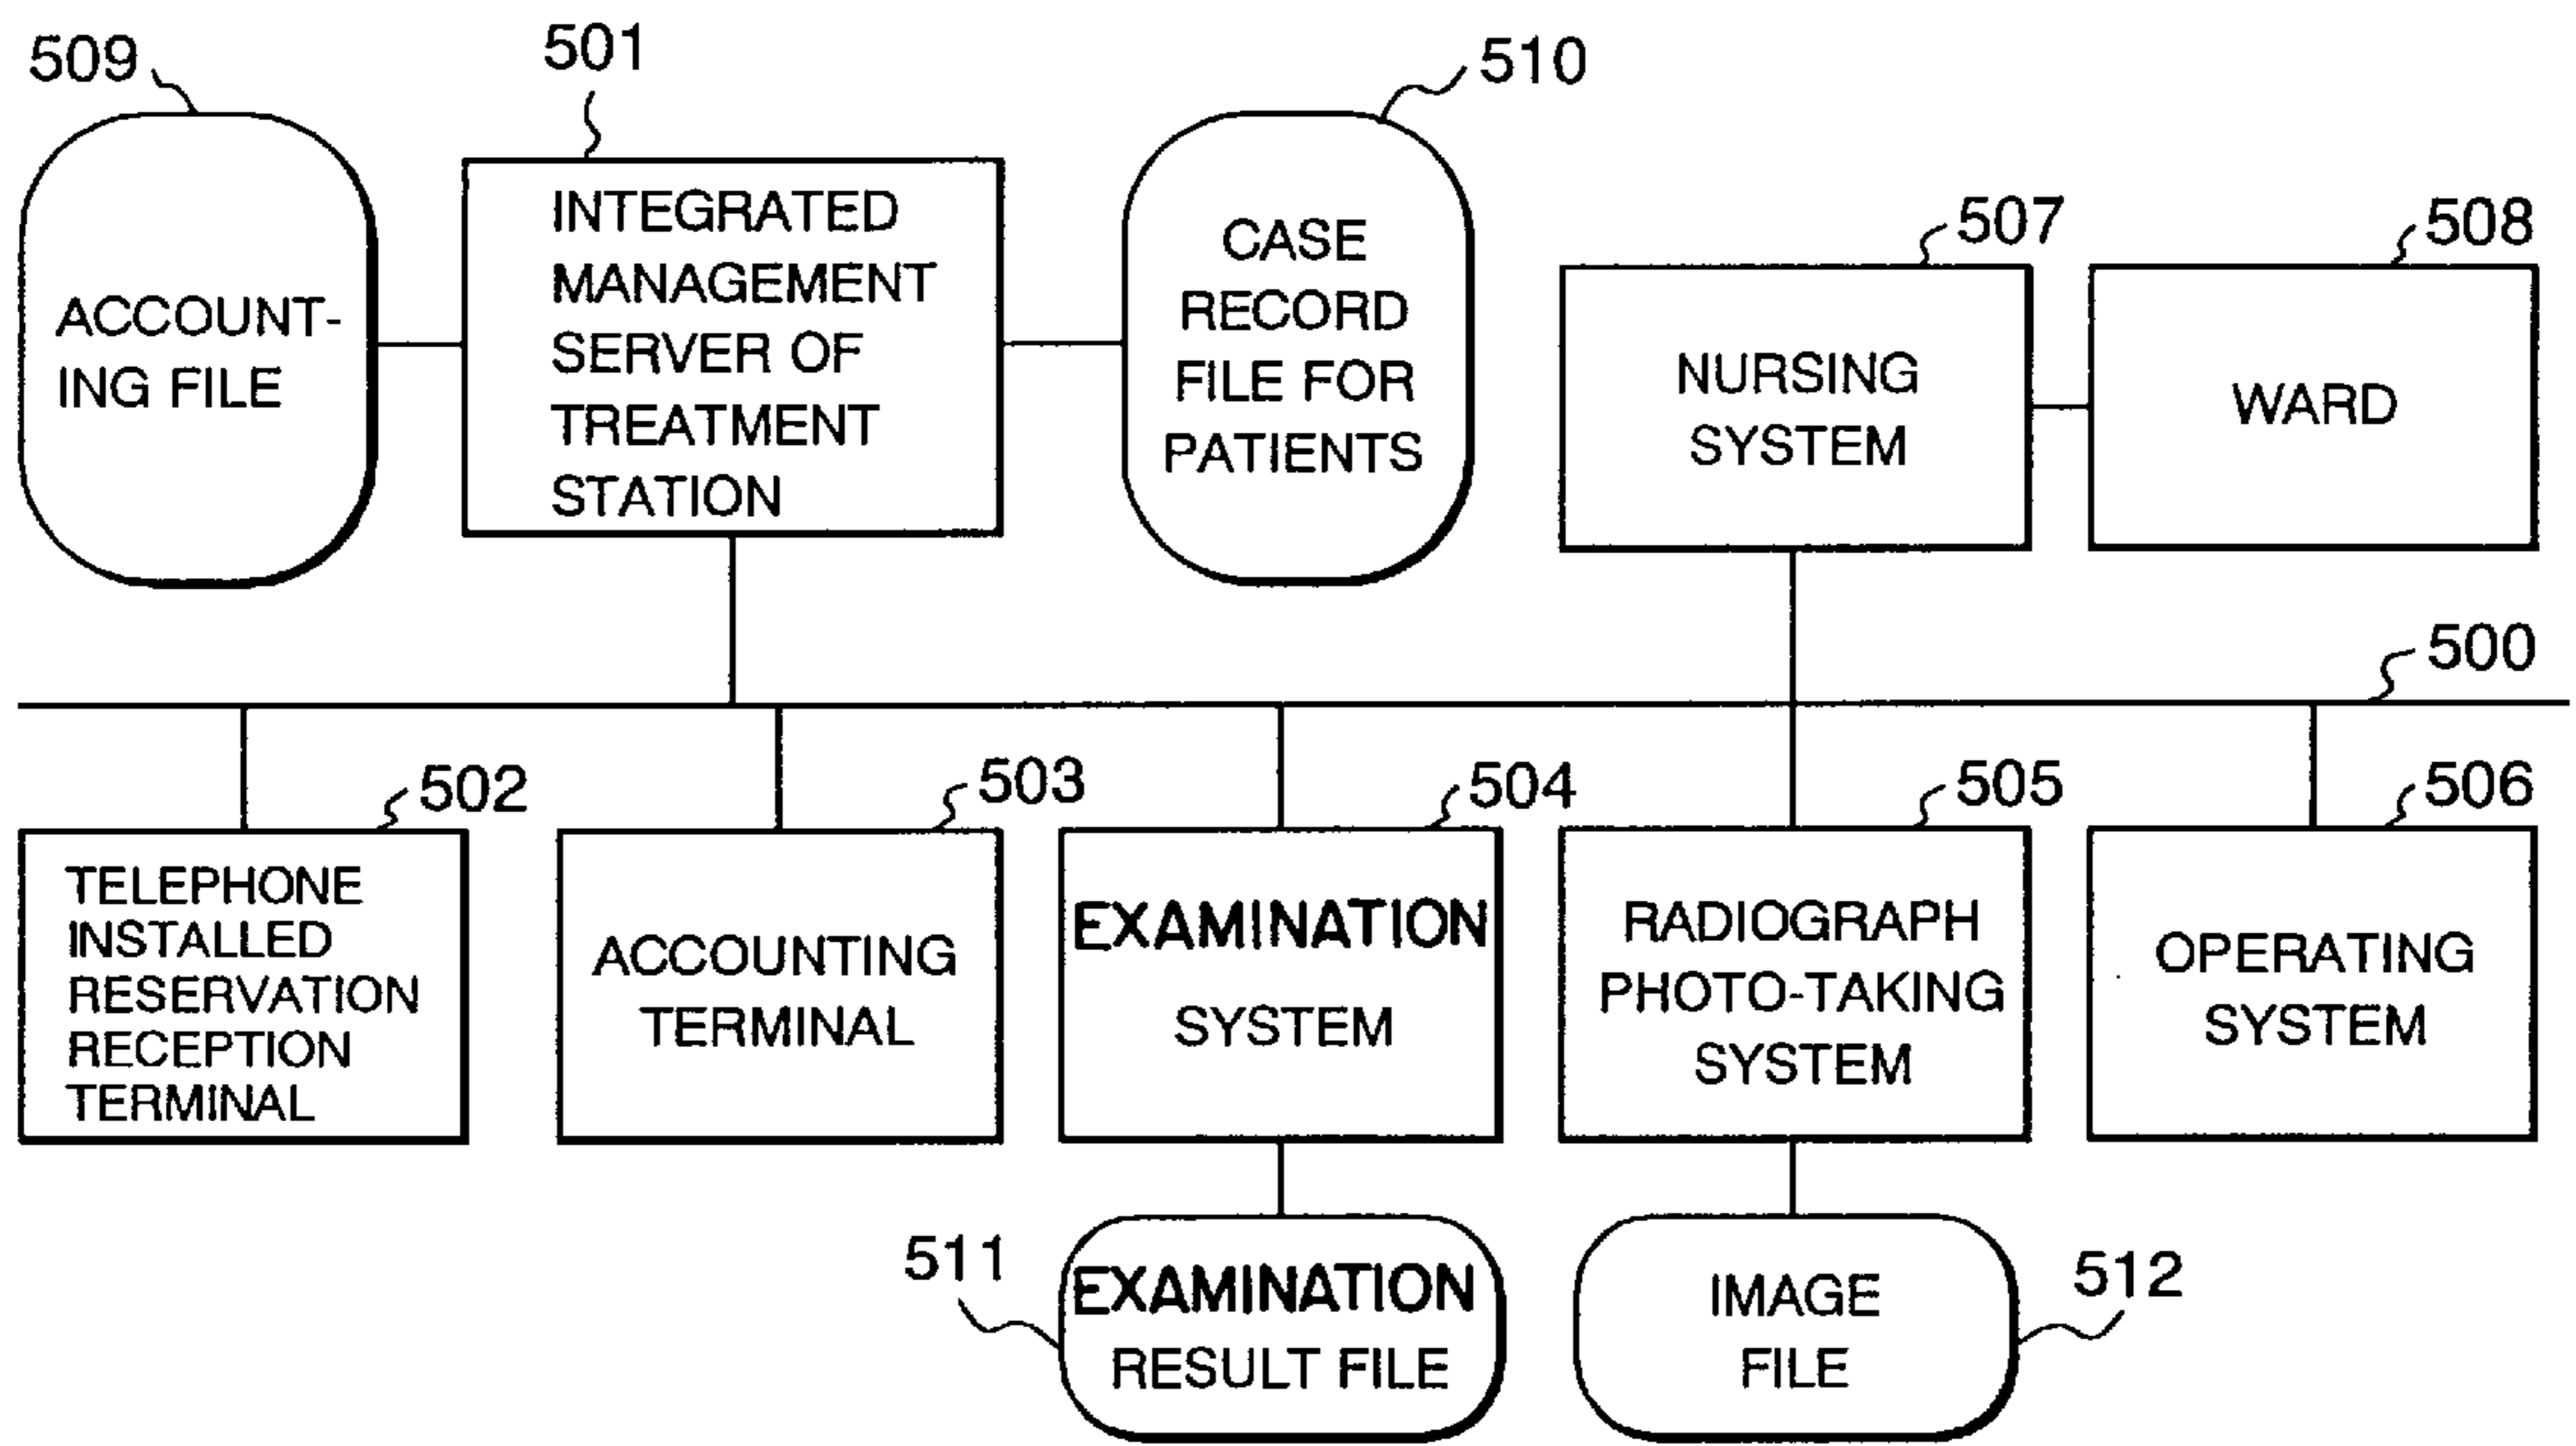 509
501
510
ACCOUNT-
ING FILE
INTEGRATED
MANAGEMENT
SERVER OF
TREATMENT
STATION
CASE
RECORD
FILE FOR
PATIENTS
507
508
NURSING
SYSTEM
WARD
500
502
503
504
505
506
TELEPHONE
INSTALLED
RESERVATION
RECEPTION
TERMINAL
ACCOUNTING
TERMINAL
EXAMINATION
SYSTEM
RADIOGRAPH
PHOTO-TAKING
SYSTEM
OPERATING
SYSTEM
511
EXAMINATION
RESULT FILE
IMAGE
FILE
512